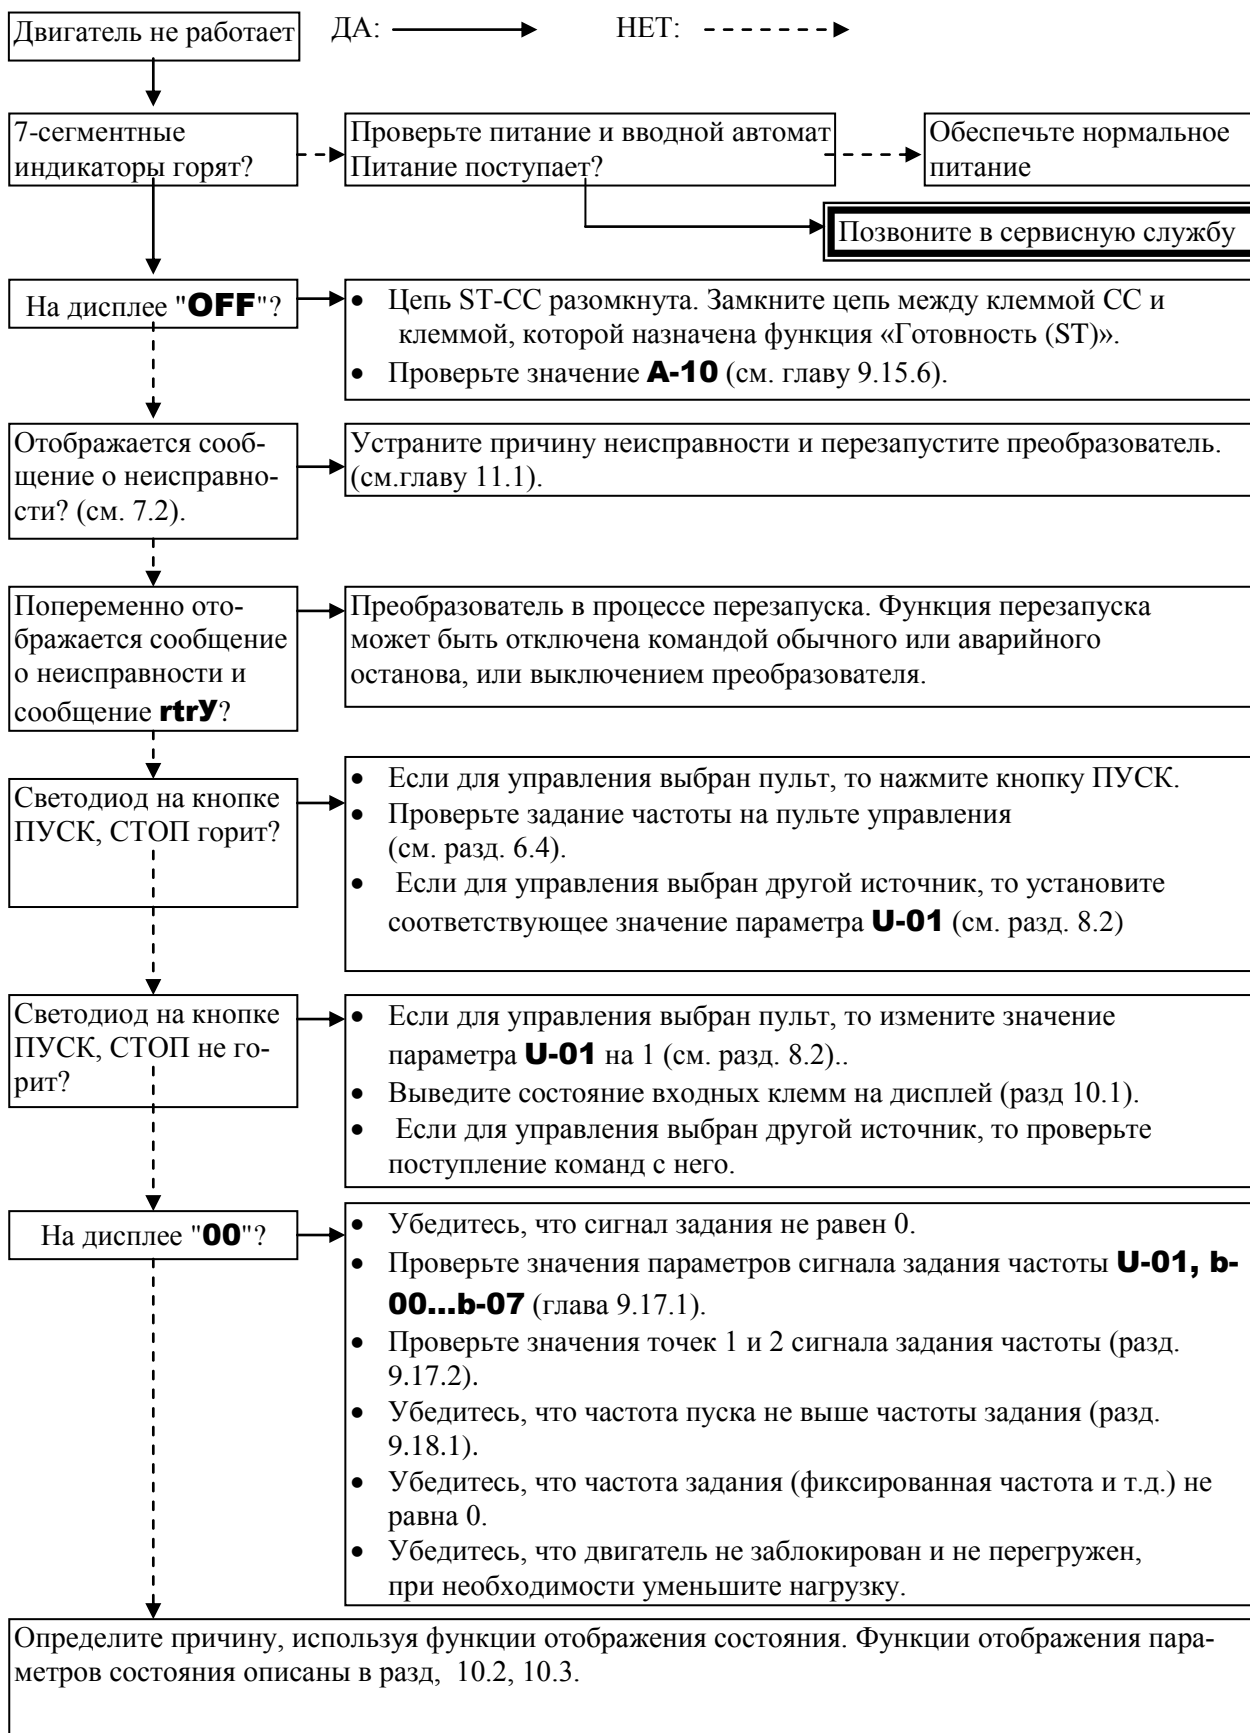 Двигатель не работает
ДА:
НЕТ:
7-сегментные
индикаторы горят?
Проверьте питание и вводной автомат
Питание поступает?
Обеспечьте нормальное
питание
Позвоните в сервисную службу
На дисплее "OFF"?
• Цепь ST-CC разомкнута. Замкните цепь между клеммой СС и
клеммой, которой назначена функция «Готовность (ST)».
• Проверьте значение A-10 (см. главу 9.15.6).
Отображается сооб-
щение о неисправно-
сти? (см. 7.2).
Устраните причину неисправности и перезапустите преобразователь.
(см.главу 11.1).
Попеременно ото-
бражается сообщение
о неисправности и
сообщение rtrУ?
Преобразователь в процессе перезапуска. Функция перезапуска
может быть отключена командой обычного или аварийного
останова, или выключением преобразователя.
Светодиод на кнопке
ПУСК, СТОП горит?
• Если для управления выбран пульт, то нажмите кнопку ПУСК.
• Проверьте задание частоты на пульте управления
(см. разд. 6.4).
• Если для управления выбран другой источник, то установите
соответствующее значение параметра U-01 (см. разд. 8.2)
Светодиод на кнопке
ПУСК, СТОП не го-
рит?
• Если для управления выбран пульт, то измените значение
параметра U-01 на 1 (см. разд. 8.2)..
• Выведите состояние входных клемм на дисплей (разд 10.1).
• Если для управления выбран другой источник, то проверьте
поступление команд с него.
На дисплее "00"?
• Убедитесь, что сигнал задания не равен 0.
• Проверьте значения параметров сигнала задания частоты U-01, b-
00...b-07 (глава 9.17.1).
• Проверьте значения точек 1 и 2 сигнала задания частоты (разд.
9.17.2).
• Убедитесь, что частота пуска не выше частоты задания (разд.
9.18.1).
• Убедитесь, что частота задания (фиксированная частота и т.д.) не
равна 0.
• Убедитесь, что двигатель не заблокирован и не перегружен,
при необходимости уменьшите нагрузку.
Определите причину, используя функции отображения состояния. Функции отображения пара-
метров состояния описаны в разд, 10.2, 10.3.